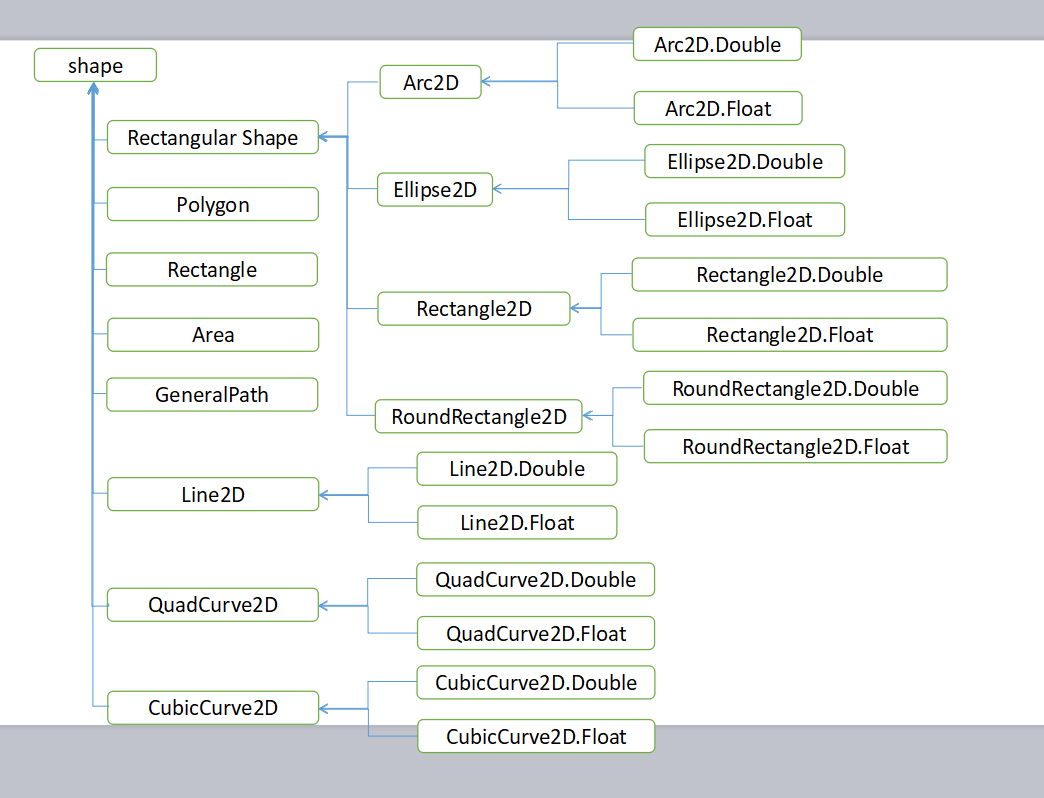 shape
Rectangular Shape
Arc2D
Arc2D.Double
Arc2D.Float
Ellipse2D
Ellipse2D.Double
Ellipse2D.Float
Rectangle2D
Rectangle2D.Double
Rectangle2D.Float
RoundRectangle2D
RoundRectangle2D.Double
RoundRectangle2D.Float
Polygon
Rectangle
Area
GeneralPath
Line2D
Line2D.Double
Line2D.Float
QuadCurve2D
QuadCurve2D.Double
QuadCurve2D.Float
CubicCurve2D
CubicCurve2D.Double
CubicCurve2D.Float